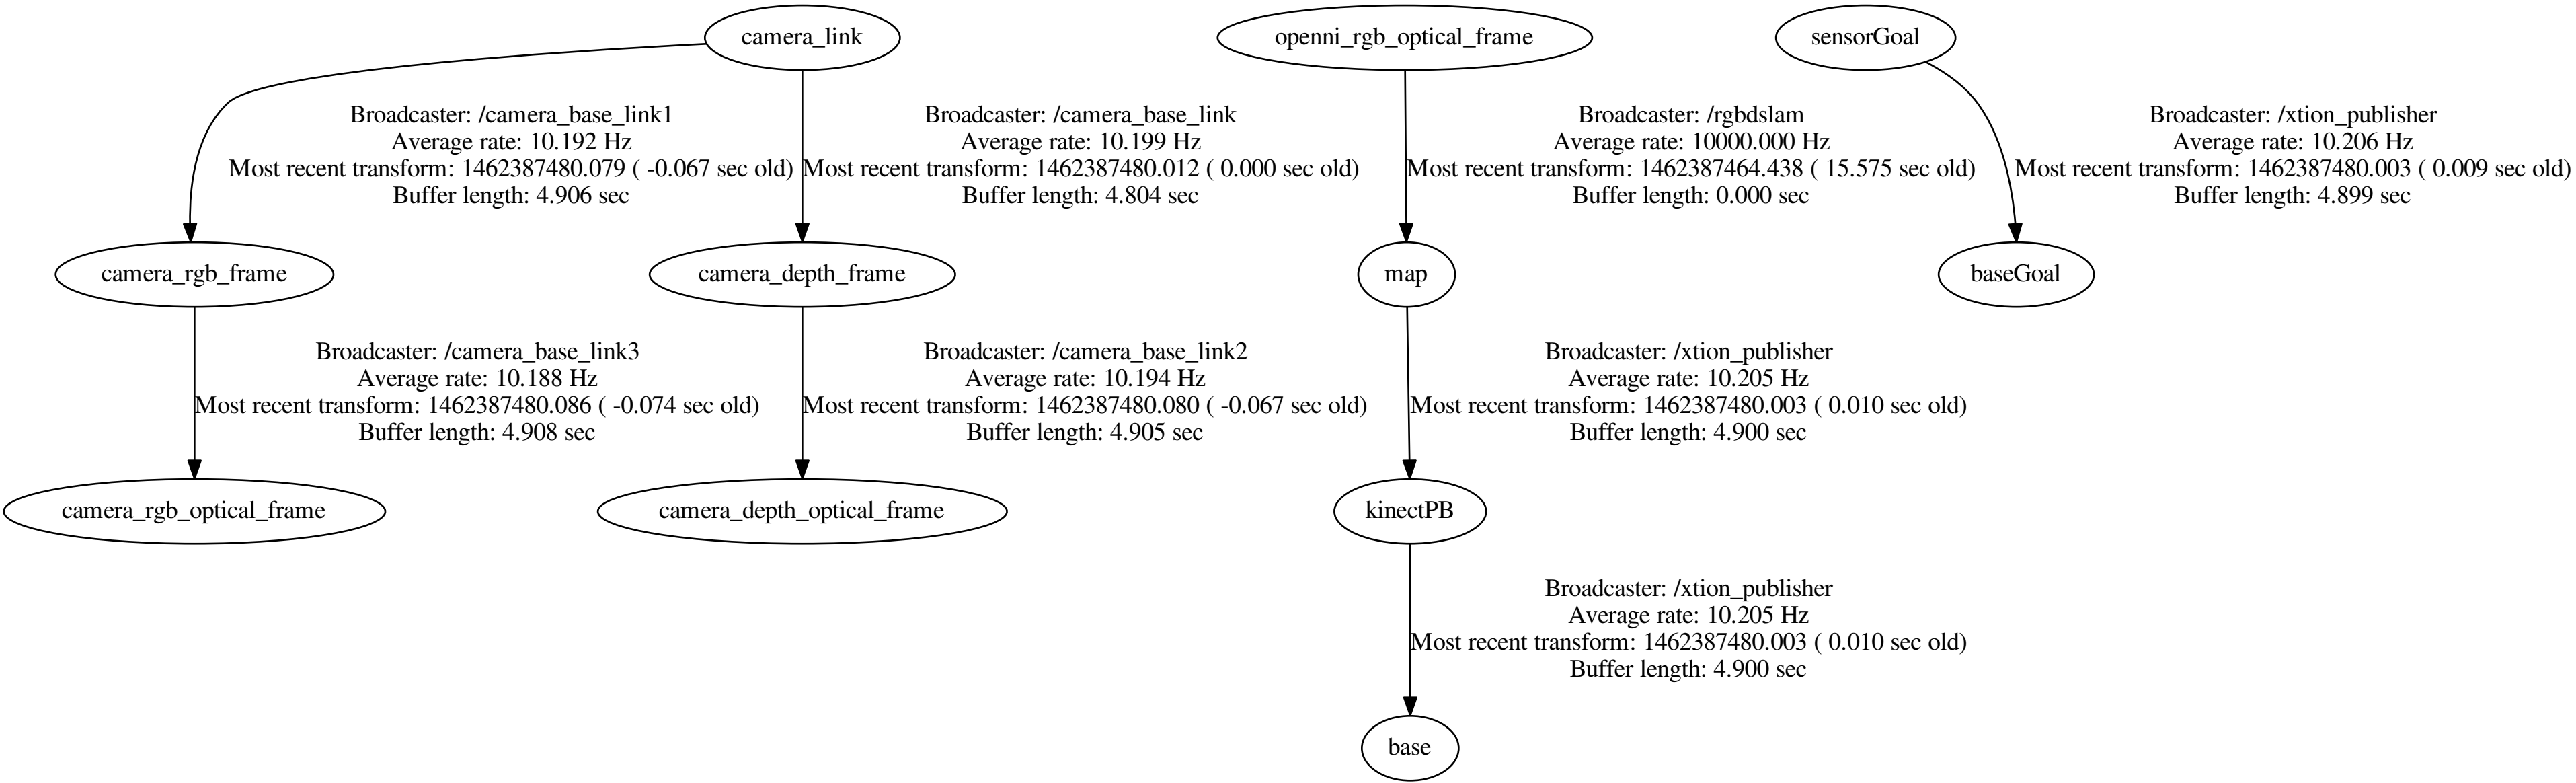 camera_link
openni_rgb_optical_frame
sensorGoal
Broadcaster: /camera_base_link1
Average rate: 10.192 Hz
Most recent transform: 1462387480.079 ( -0.067 sec old)
Buffer length: 4.906 sec
Broadcaster: /camera_base_link
Average rate: 10.199 Hz
Most recent transform: 1462387480.012 ( 0.000 sec old)
Buffer length: 4.804 sec
Broadcaster: /rgbdslam
Average rate: 10000.000 Hz
Most recent transform: 1462387464.438 ( 15.575 sec old)
Buffer length: 0.000 sec
Broadcaster: /xtion_publisher
Average rate: 10.206 Hz
Most recent transform: 1462387480.003 ( 0.009 sec old)
Buffer length: 4.899 sec
camera_rgb_frame
camera_depth_frame
map
baseGoal
Broadcaster: /camera_base_link3
Average rate: 10.188 Hz
Most recent transform: 1462387480.086 ( -0.074 sec old)
Buffer length: 4.908 sec
Broadcaster: /camera_base_link2
Average rate: 10.194 Hz
Most recent transform: 1462387480.080 ( -0.067 sec old)
Buffer length: 4.905 sec
Broadcaster: /xtion_publisher
Average rate: 10.205 Hz
Most recent transform: 1462387480.003 ( 0.010 sec old)
Buffer length: 4.900 sec
camera_rgb_optical_frame
camera_depth_optical_frame
kinectPB
Broadcaster: /xtion_publisher
Average rate: 10.205 Hz
Most recent transform: 1462387480.003 ( 0.010 sec old)
Buffer length: 4.900 sec
base